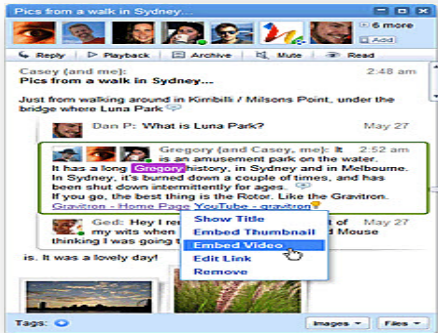 Pics from a walk in Sydney...
6 more
Add
Reply Playback Archive Mute Read
Casey (and me): 2:48 am
Pics from a walk in Sydney...
Just from walking around in Kirribilli / Milsons Point, under the
bridge where Luna Park
Dan P: What is Luna Park? May 27
Gregory (and Casey, me): 2:52 am
is an amusement park on the water.
It has a long Gregory history, in Sydney and in Melbourne.
In Sydney, it's burned down a couple of times, and has
been shut down intermittently for ages.
If you go, the best thing is the Rotor. Like the Gravitron.
Gravitron - Home Page YouTube - gravitron
Ged: Hey I re of May 27
my wits when d Mouse
thinking I was going t
is. It was a lovely day!
Show Title
Embed Thumbnail
Embed Video
Edit Link
Remove
Tags: Images Files